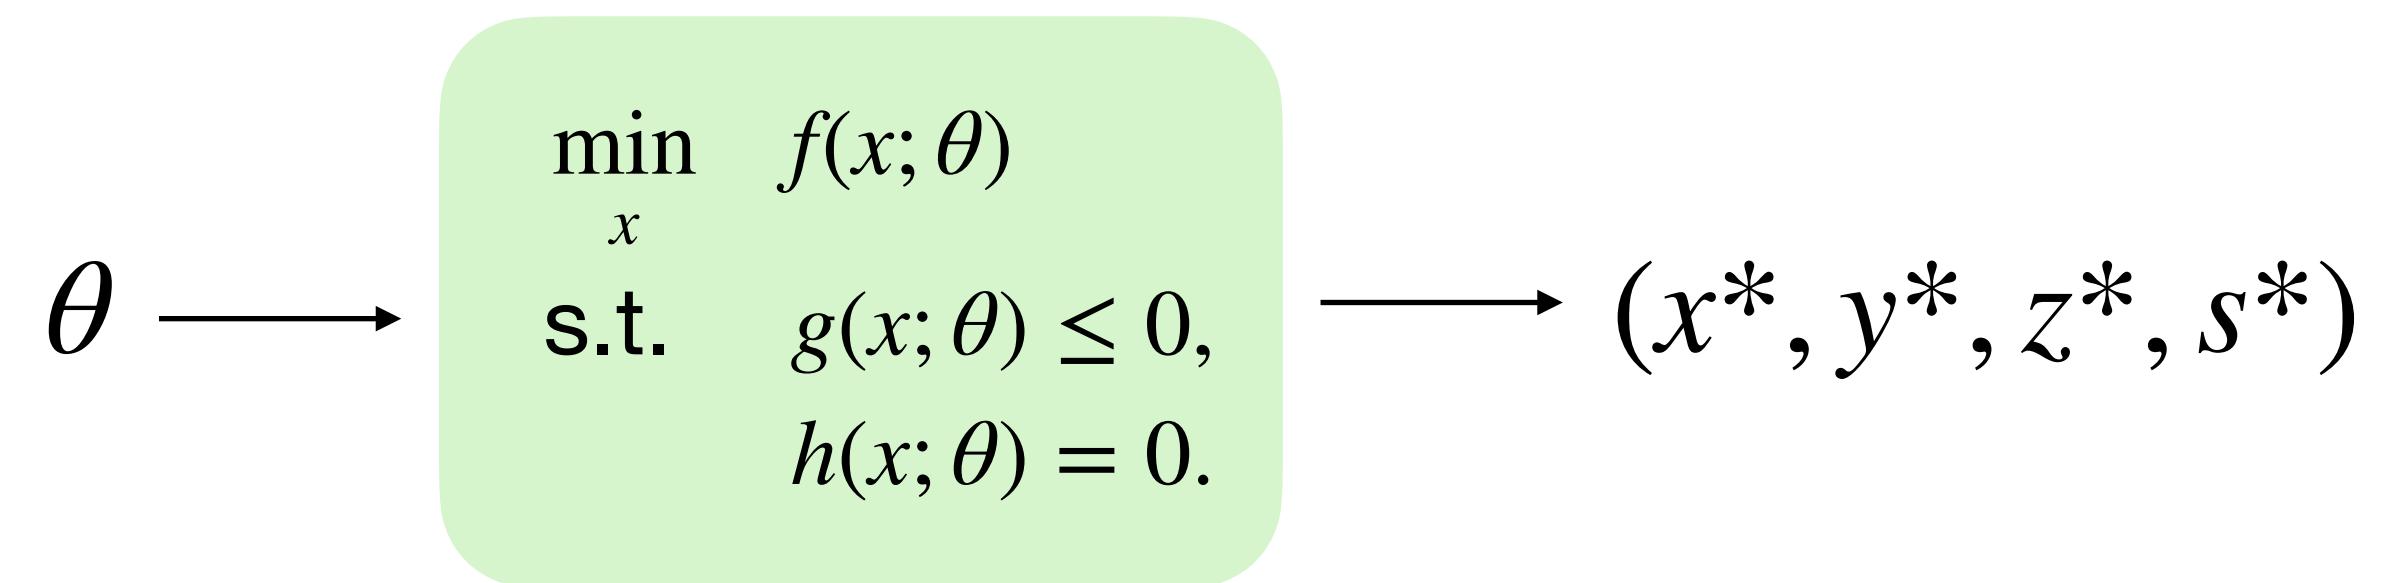 θ
min f(x; θ)
x
s.t. g(x; θ) ≤ 0,
h(x; θ) = 0.
(x*, y*, z*, s*)